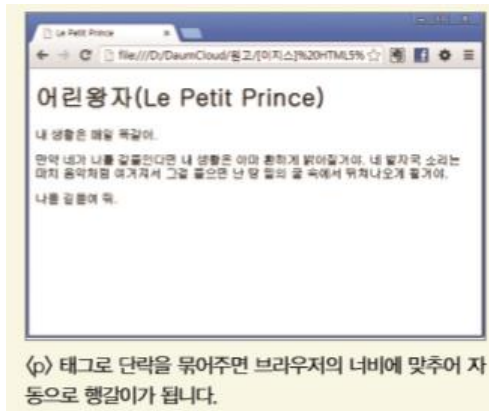 Le Petit Prince
file:///D:/DaumCloud/원고/[이지스]%20HTML5%
어린왕자(Le Petit Prince)
내 생활은 매일 똑같아.
만약 네가 나를 길들인다면 내 생활은 아마 환하게 밝아질거야. 네 발자국 소리는
마치 음악처럼 여겨져서 그걸 들으면 난 땅 밑의 굴 속에서 뛰쳐나오게 될거야.
나를 길들여 줘.
<p> 태그로 단락을 묶어주면 브라우저의 너비에 맞추어 자
동으로 행갈이가 됩니다.